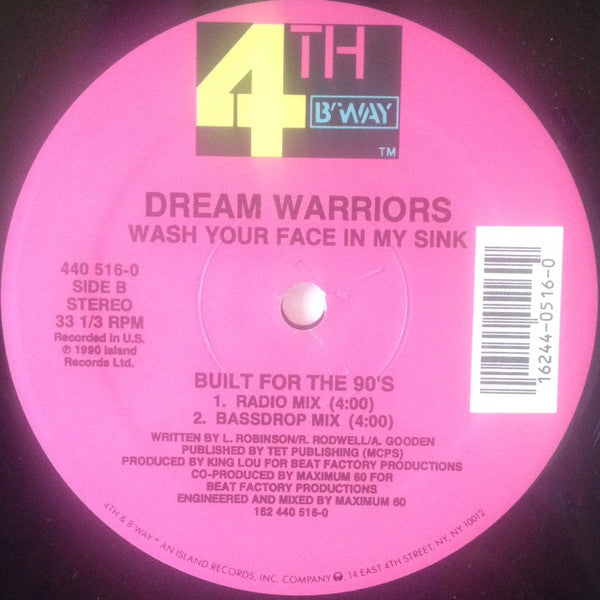 4TH
B'WAY
TM
DREAM WARRIORS
WASH YOUR FACE IN MY SINK
440 516-0
SIDE B
STEREO
33 1/3 RPM
Recorded in U.S.
℗ 1990 Island
Records Ltd.
16244-0516-0
BUILT FOR THE 90'S
1. RADIO MIX (4:00)
2. BASSDROP MIX (4:00)
WRITTEN BY L. ROBINSON/R. RODWELL/A. GOODEN
PUBLISHED BY TET PUBLISHING (MCPS)
PRODUCED BY KING LOU FOR BEAT FACTORY PRODUCTIONS
CO-PRODUCED BY MAXIMUM 60 FOR
BEAT FACTORY PRODUCTIONS
ENGINEERED AND MIXED BY MAXIMUM 60
162 440 516-0
4TH & B'WAY * AN ISLAND RECORDS, INC. COMPANY, 14 EAST 4TH STREET, NY, NY 10012